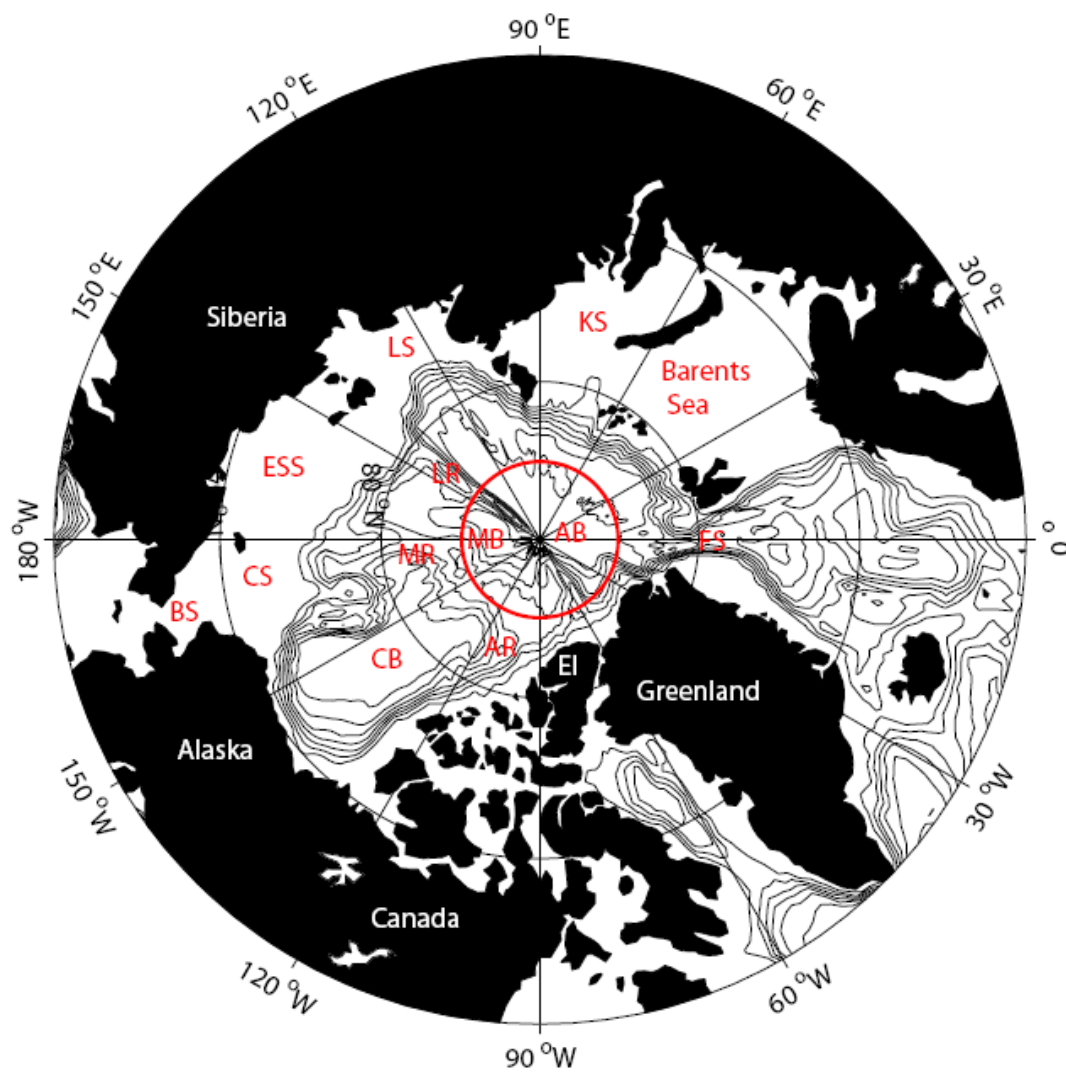 90 °E
120 °E
60 °E
150 °E
30 °E
Siberia
KS
LS
Barents
Sea
ESS
LR
80 °N
180 °W
MB
AB
FS
0 °
MR
CS
BS
AR
CB
EI
Greenland
Alaska
150 °W
30 °W
Canada
120 °W
60 °W
90 °W